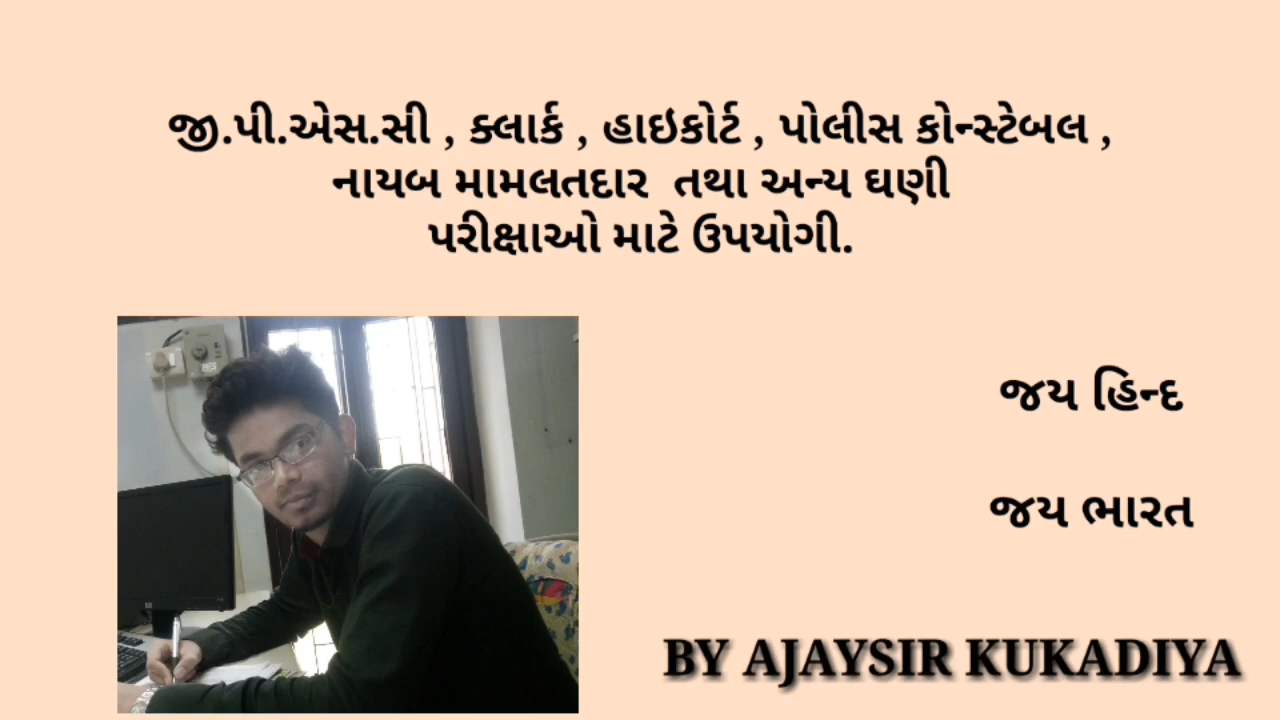 જી.પી.એસ.સી , ક્લાર્ક , હાઇકોર્ટ , પોલીસ કોન્સ્ટેબલ ,
નાયબ મામલતદાર તથા અન્ય ઘણી
પરીક્ષાઓ માટે ઉપયોગી.
જય હિન્દ
જય ભારત
BY AJAYSIR KUKADIYA